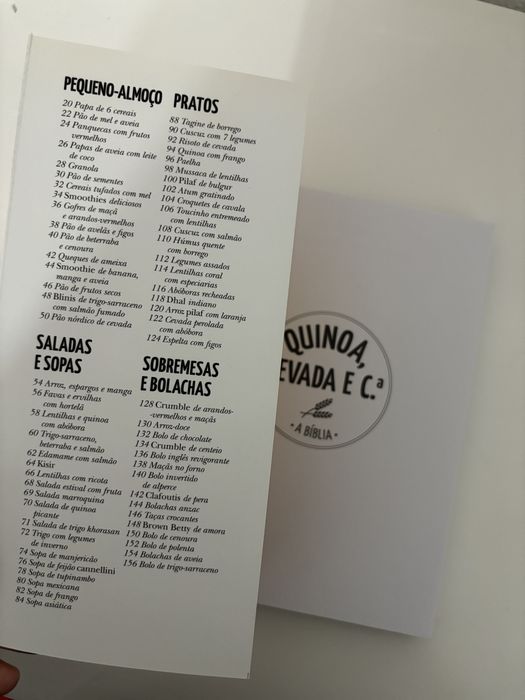 PEQUENO-ALMOÇO
20 Papa de 6 cereais
22 Pão de mel e aveia
24 Panquecas com frutos
vermelhos
26 Papas de aveia com leite
de coco
28 Granola
30 Pão de sementes
32 Cereais tufados com mel
34 Smoothies deliciosos
36 Gofres de maçã
e arandos-vermelhos
38 Pão de avelãs e figos
40 Pão de beterraba
e cenoura
42 Queques de ameixa
44 Smoothie de banana,
manga e aveia
46 Pão de frutos secos
48 Blinis de trigo-sarraceno
com salmão fumado
50 Pão nórdico de cevada
SALADAS
E SOPAS
54 Arroz, espargos e manga
56 Favas e ervilhas
com hortelã
58 Lentilhas e quinoa
com abóbora
60 Trigo-sarraceno,
beterraba e salmão
62 Edamame com salmão
64 Kisir
66 Lentilhas com ricota
68 Salada estival com fruta
69 Salada marroquina
70 Salada de quinoa
picante
71 Salada de trigo khorasan
72 Trigo com legumes
de inverno
74 Sopa de manjericão
76 Sopa de feijão cannellini
78 Sopa de tupinambo
80 Sopa mexicana
82 Sopa de frango
84 Sopa asiática
PRATOS
88 Tagine de borrego
90 Cuscuz com 7 legumes
92 Risoto de cevada
94 Quinoa com frango
96 Paelha
98 Mussaca de lentilhas
100 Pilaf de bulgur
102 Atum gratinado
104 Croquetes de cavala
106 Toucinho entremeado
com lentilhas
108 Cuscuz com salmão
110 Húmus quente
com borrego
112 Legumes assados
114 Lentilhas coral
com especiarias
116 Abóboras recheadas
118 Dhal indiano
120 Arroz pilaf com laranja
122 Cevada perolada
com abóbora
124 Espelta com figos
SOBREMESAS
E BOLACHAS
128 Crumble de arandos-
-vermelhos e maçãs
130 Arroz-doce
132 Bolo de chocolate
134 Crumble de centeio
136 Bolo inglês revigorante
138 Maçãs no forno
140 Bolo invertido
de alperce
142 Clafoutis de pera
144 Bolachas anzac
146 Taças crocantes
148 Brown Betty de amora
150 Bolo de cenoura
152 Bolo de polenta
154 Bolachas de aveia
156 Bolo de trigo-sarraceno
QUINOA,
EVADA E C.ª
· A BÍBLIA ·